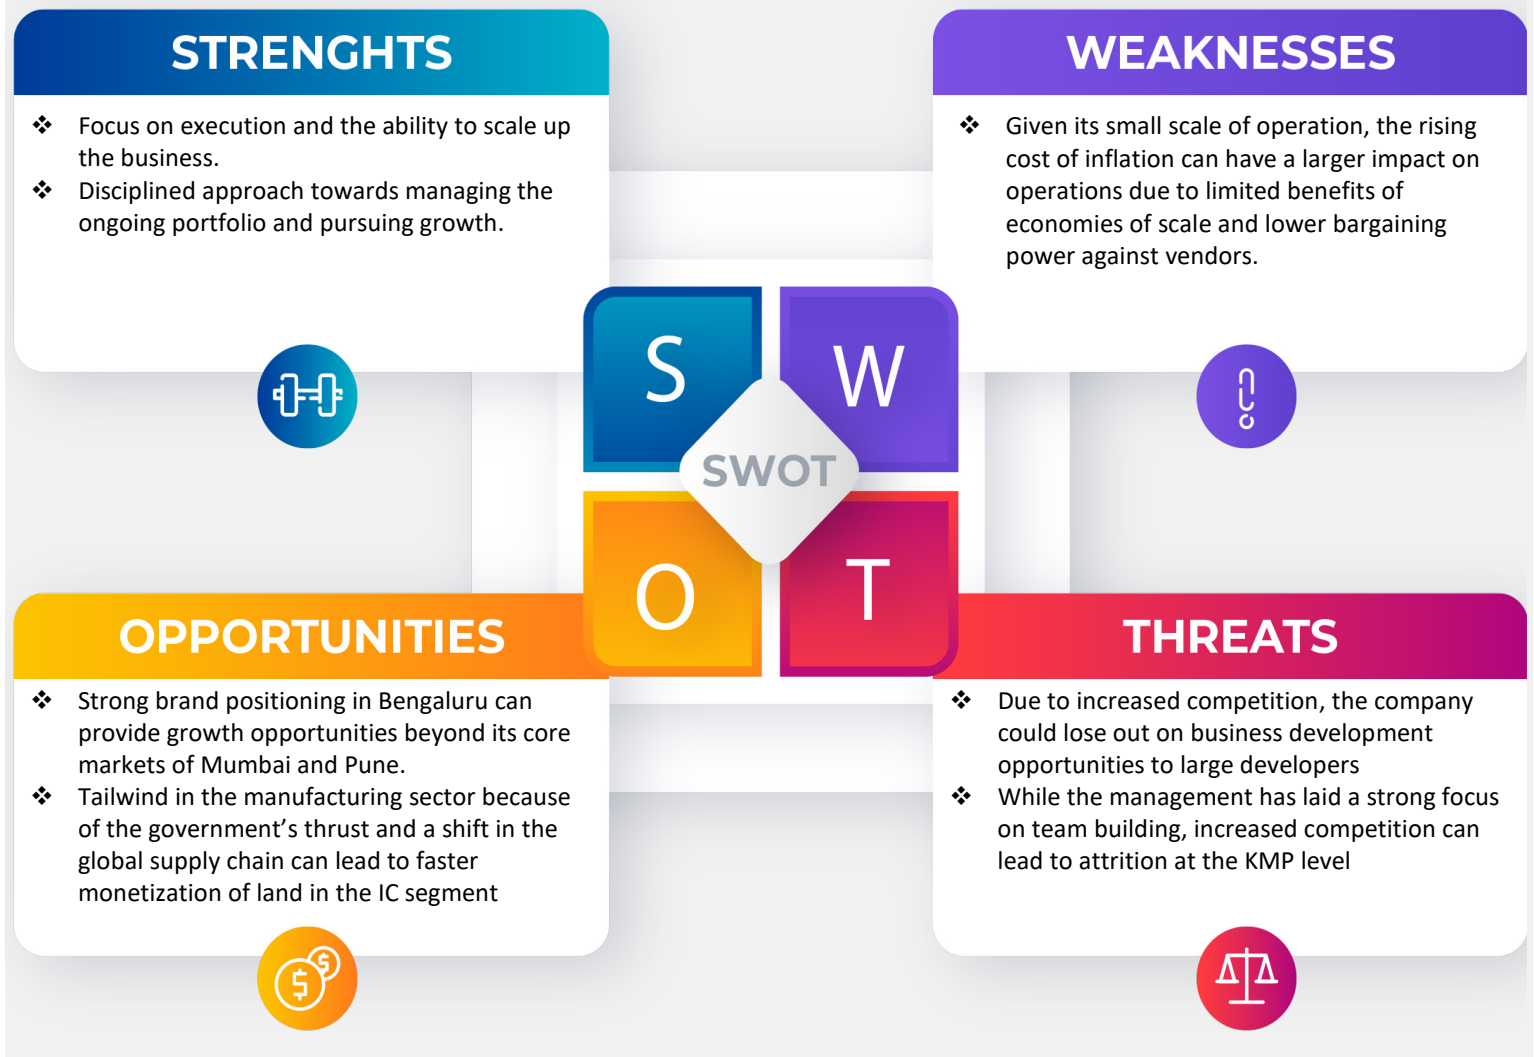 STRENGHTS
❖ Focus on execution and the ability to scale up
the business.
❖ Disciplined approach towards managing the
ongoing portfolio and pursuing growth.
WEAKNESSES
❖ Given its small scale of operation, the rising
cost of inflation can have a larger impact on
operations due to limited benefits of
economies of scale and lower bargaining
power against vendors.
S
W
SWOT
O
T
OPPORTUNITIES
❖ Strong brand positioning in Bengaluru can
provide growth opportunities beyond its core
markets of Mumbai and Pune.
❖ Tailwind in the manufacturing sector because
of the government’s thrust and a shift in the
global supply chain can lead to faster
monetization of land in the IC segment
THREATS
❖ Due to increased competition, the company
could lose out on business development
opportunities to large developers
❖ While the management has laid a strong focus
on team building, increased competition can
lead to attrition at the KMP level